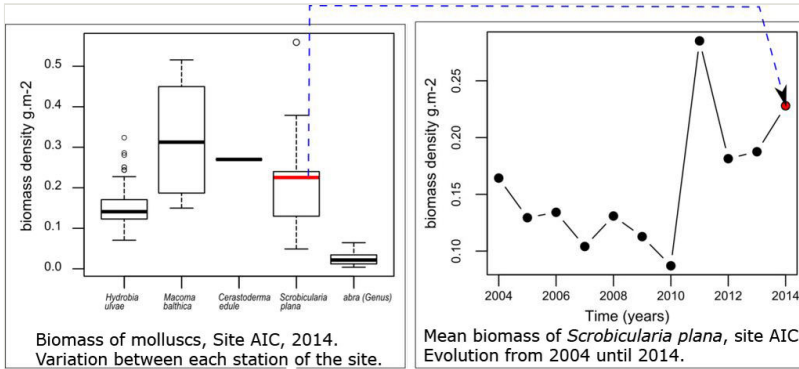 biomass density g.m-2
0.5
0.4
0.3
0.2
0.1
0.0
Hydrobia
ulvae
Macoma
balthica
Cerastoderma
edule
Scrobicularia
plana
abra (Genus)
Biomass of molluscs, Site AIC, 2014.
Variation between each station of the site.
biomass density g.m-2
0.25
0.20
0.15
0.10
2004
2006
2008
2010
2012
2014
Time (years)
Mean biomass of Scrobicularia plana, site AIC
Evolution from 2004 until 2014.